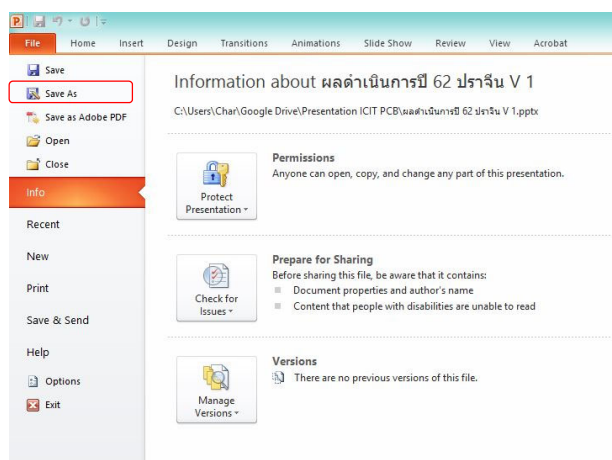 File Home Insert Design Transitions Animations Slide Show Review View Acrobat
Save
Save As
Save as Adobe PDF
Open
Close
Info
Recent
New
Print
Save & Send
Help
Options
Exit
Information about ผลดำเนินการปี 62 ปราจีน V 1
C:\Users\Char\Google Drive\Presentation ICIT PCB\ผลดำเนินการปี 62 ปราจีน V 1.pptx
Protect
Presentation
Permissions
Anyone can open, copy, and change any part of this presentation.
Check for
Issues
Prepare for Sharing
Before sharing this file, be aware that it contains:
Document properties and author's name
Content that people with disabilities are unable to read
Manage
Versions
Versions
There are no previous versions of this file.